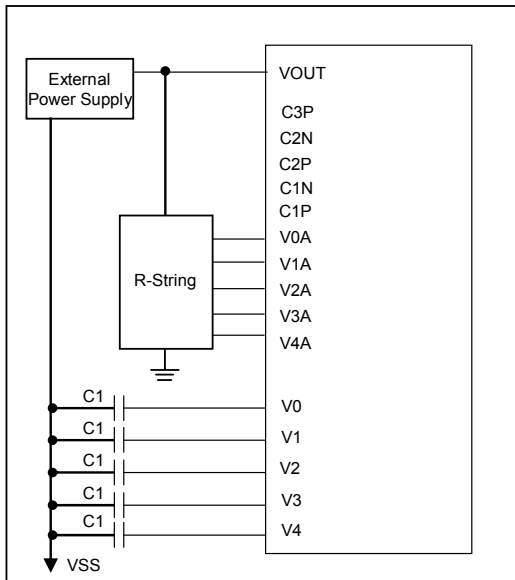 External
Power Supply
VOUT
C3P
C2N
C2P
C1N
C1P
V0A
V1A
R-String
V2A
V3A
V4A
C1
V0
C1
V1
C1
V2
C1
V3
C1
V4
VSS